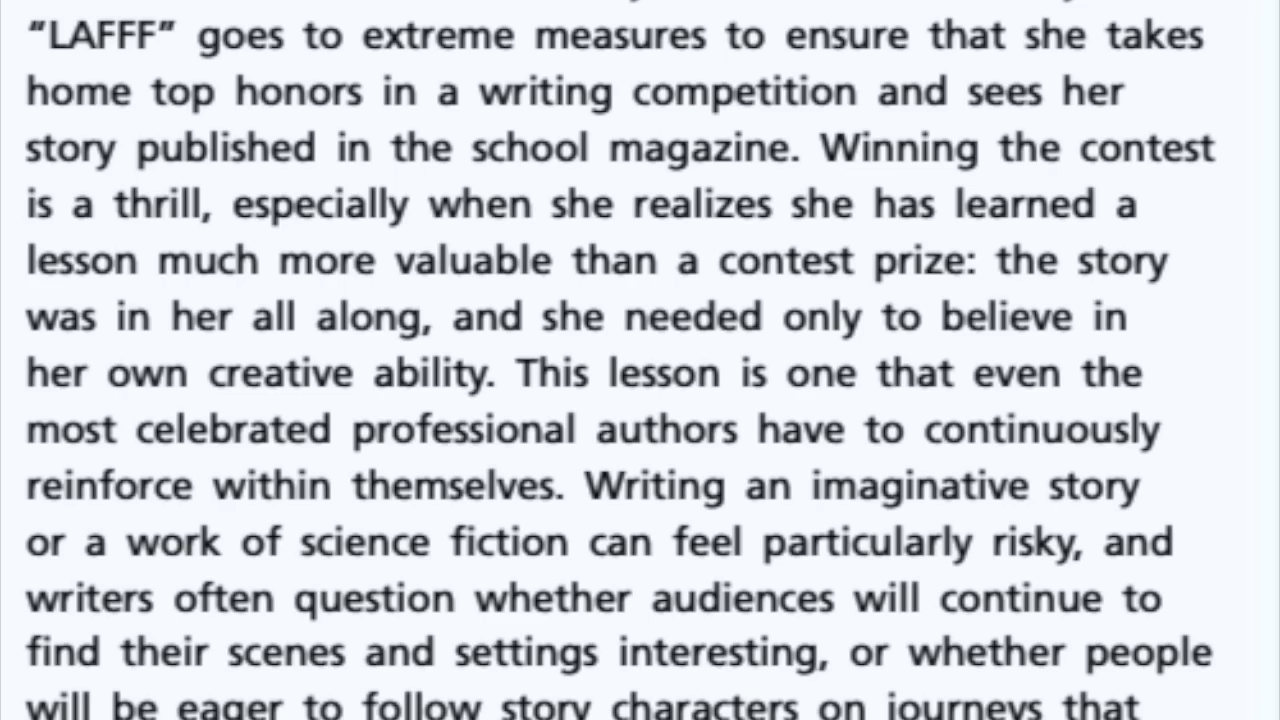 “LAFFF” goes to extreme measures to ensure that she takes
home top honors in a writing competition and sees her
story published in the school magazine. Winning the contest
is a thrill, especially when she realizes she has learned a
lesson much more valuable than a contest prize: the story
was in her all along, and she needed only to believe in
her own creative ability. This lesson is one that even the
most celebrated professional authors have to continuously
reinforce within themselves. Writing an imaginative story
or a work of science fiction can feel particularly risky, and
writers often question whether audiences will continue to
find their scenes and settings interesting, or whether people
will be eager to follow story characters on journeys that